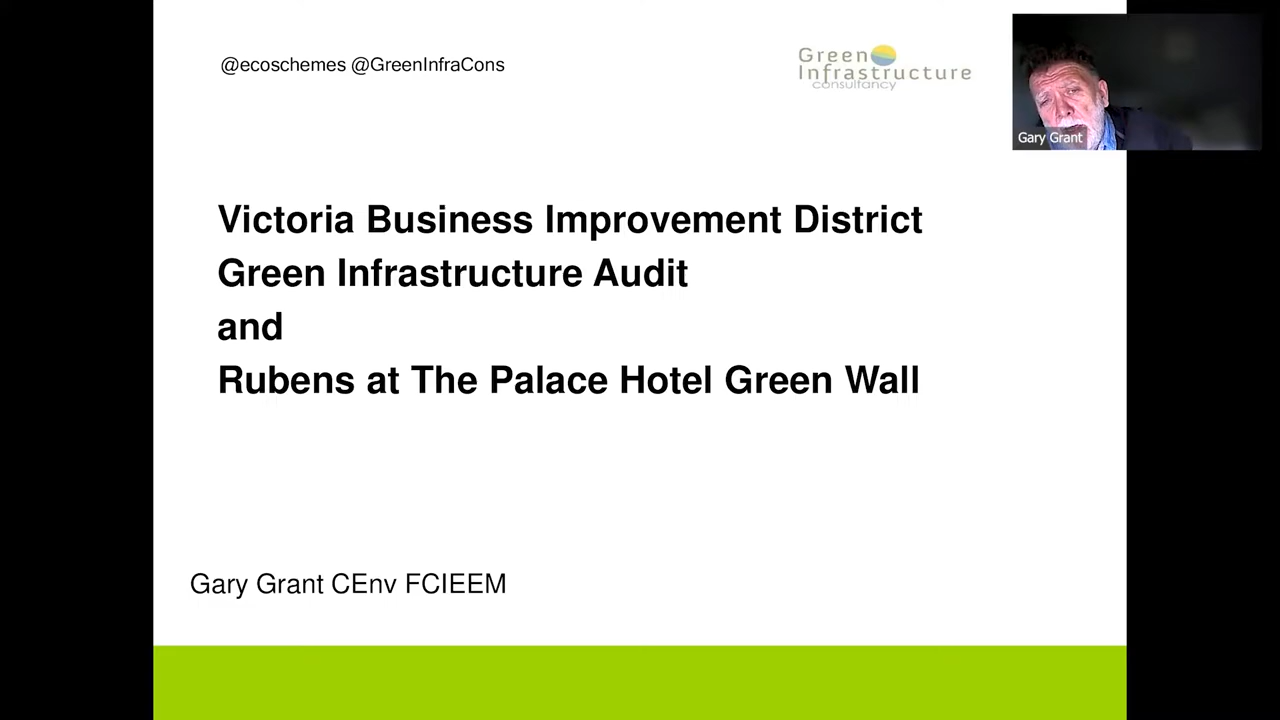 @ecoschemes @GreenInfraCons
Green
Infrastructure
consultancy
Gary Grant
Victoria Business Improvement District
Green Infrastructure Audit
and
Rubens at The Palace Hotel Green Wall
Gary Grant CEnv FCIEEM